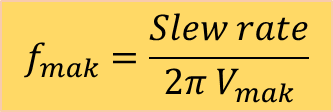 f_mak = Slew rate / 2π V_mak